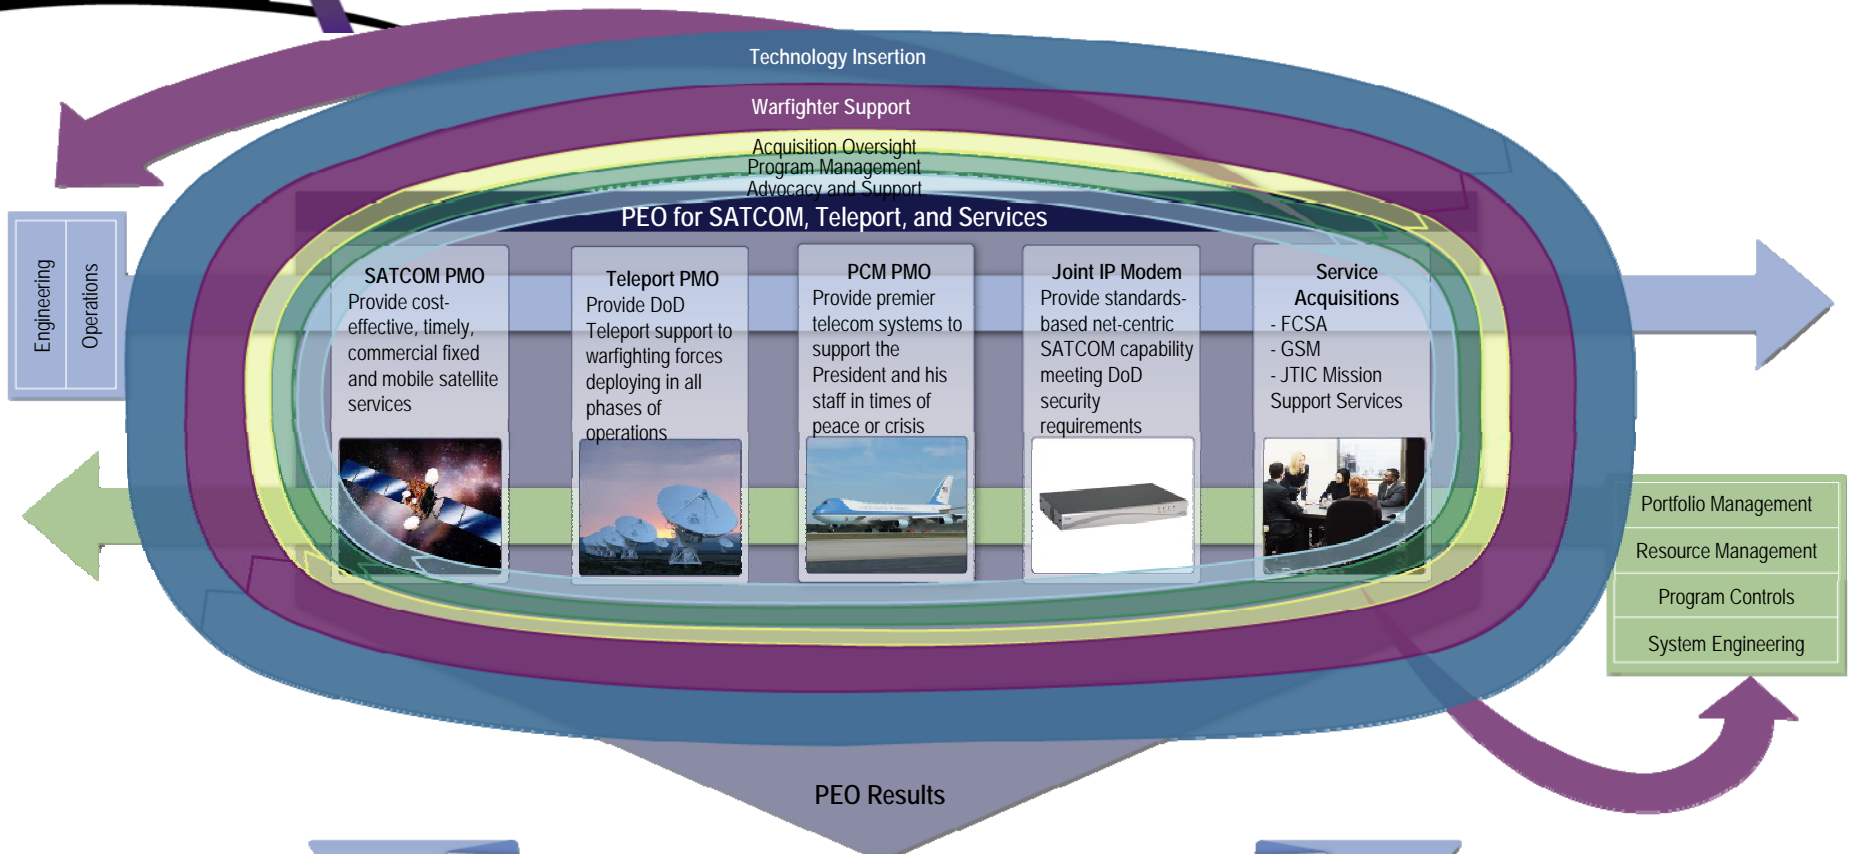 Technology Insertion
Warfighter Support
Acquisition Oversight
Program Management
Advocacy and Support
PEO for SATCOM, Teleport, and Services
Engineering
Operations
SATCOM PMO
Provide cost-
effective, timely,
commercial fixed
and mobile satellite
services
Teleport PMO
Provide DoD
Teleport support to
warfighting forces
deploying in all
phases of
operations
PCM PMO
Provide premier
telecom systems to
support the
President and his
staff in times of
peace or crisis
Joint IP Modem
Provide standards-
based net-centric
SATCOM capability
meeting DoD
security
requirements
Service
Acquisitions
- FCSA
- GSM
- JTIC Mission
Support Services
Portfolio Management
Resource Management
Program Controls
System Engineering
PEO Results